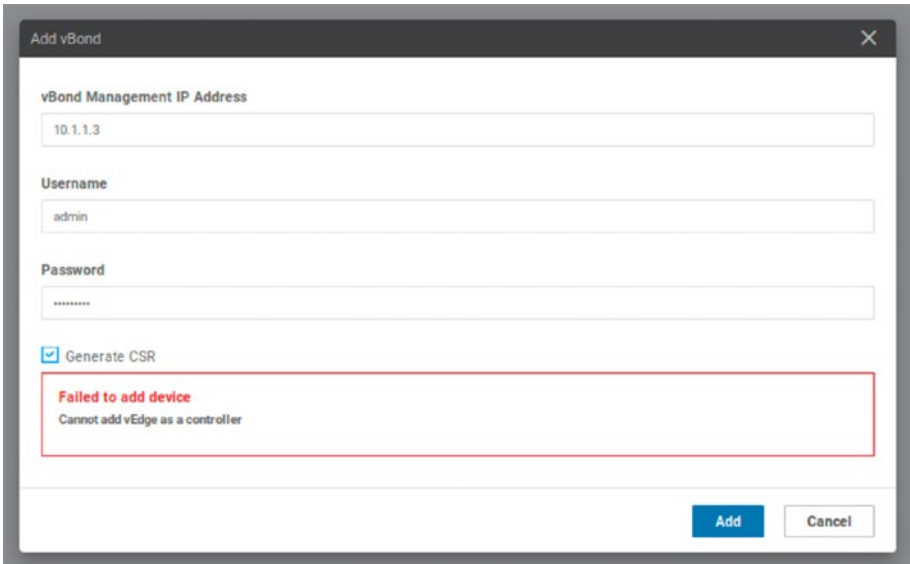 Add vBond
vBond Management IP Address
10.1.1.3
Username
admin
Password
•••••••••
Generate CSR
Failed to add device
Cannot add vEdge as a controller
Add
Cancel